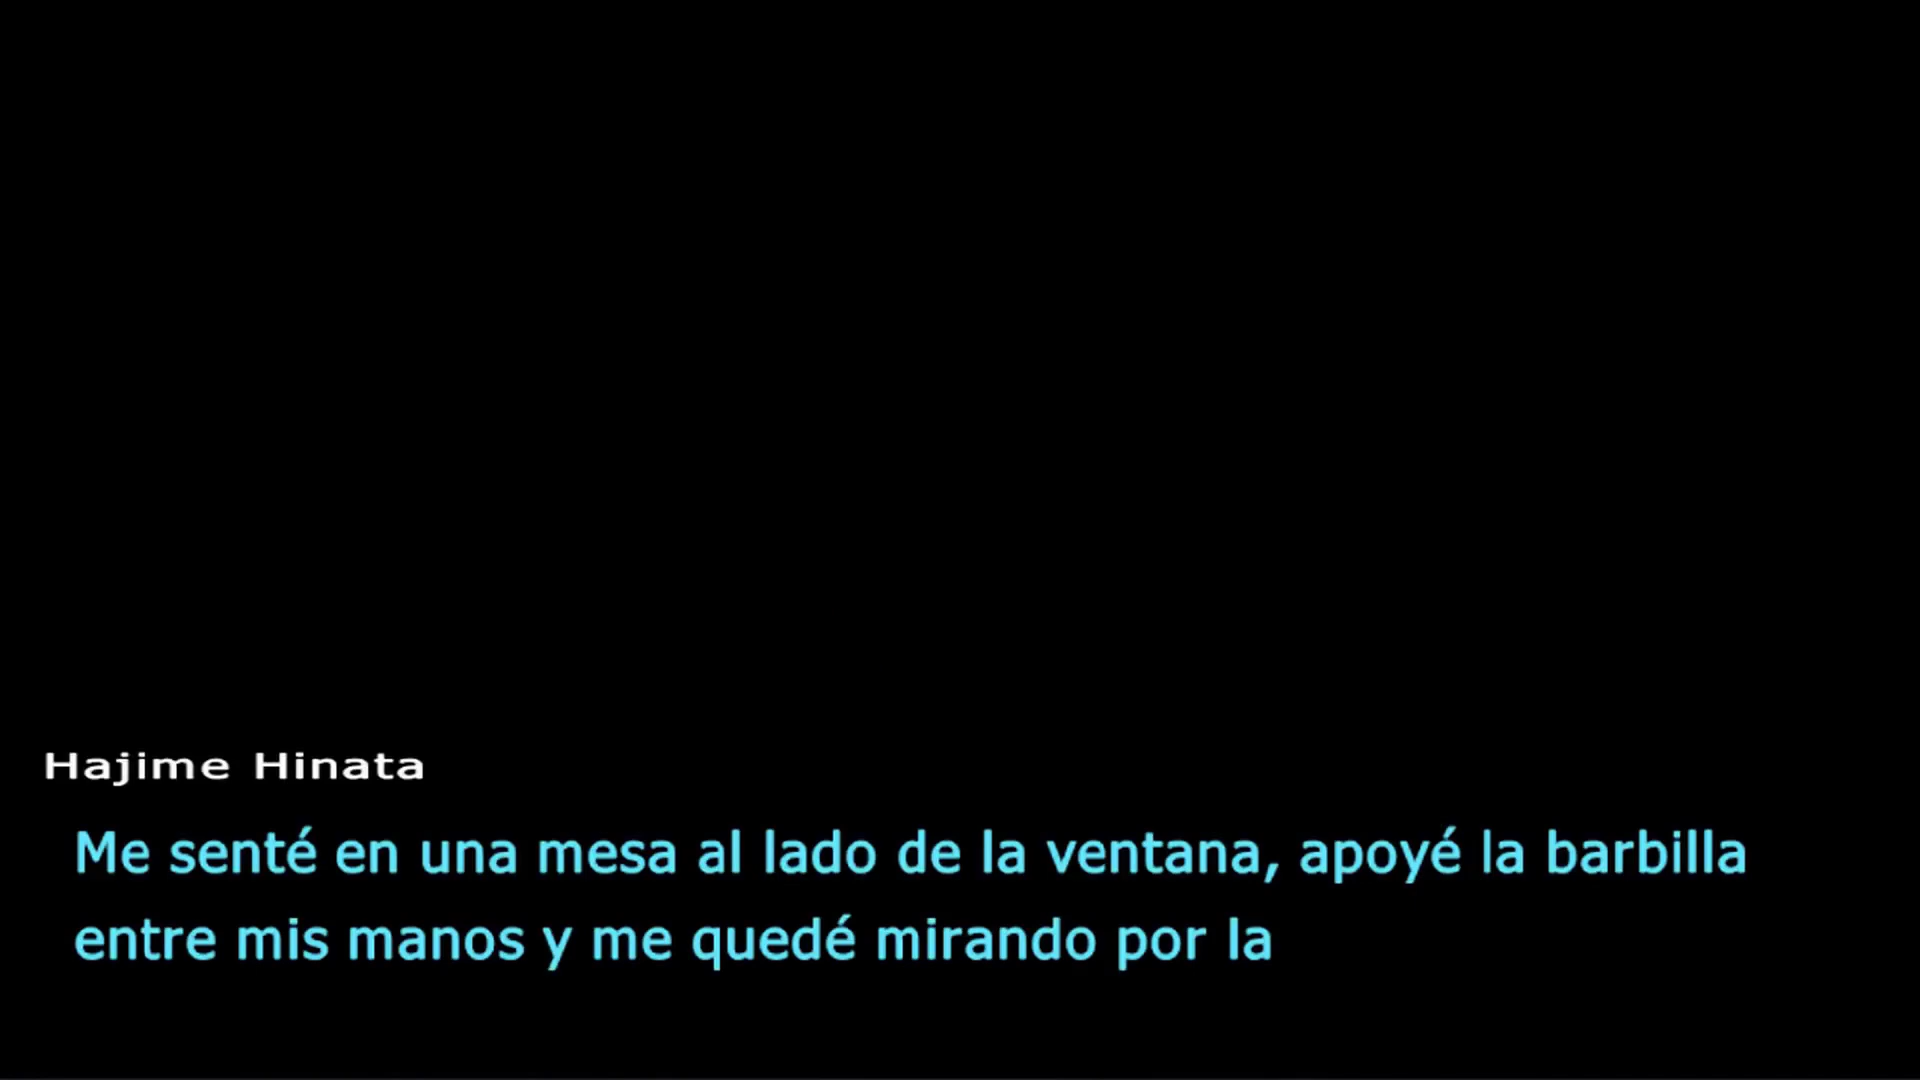 Hajime Hinata
Me senté en una mesa al lado de la ventana, apoyé la barbilla
entre mis manos y me quedé mirando por la